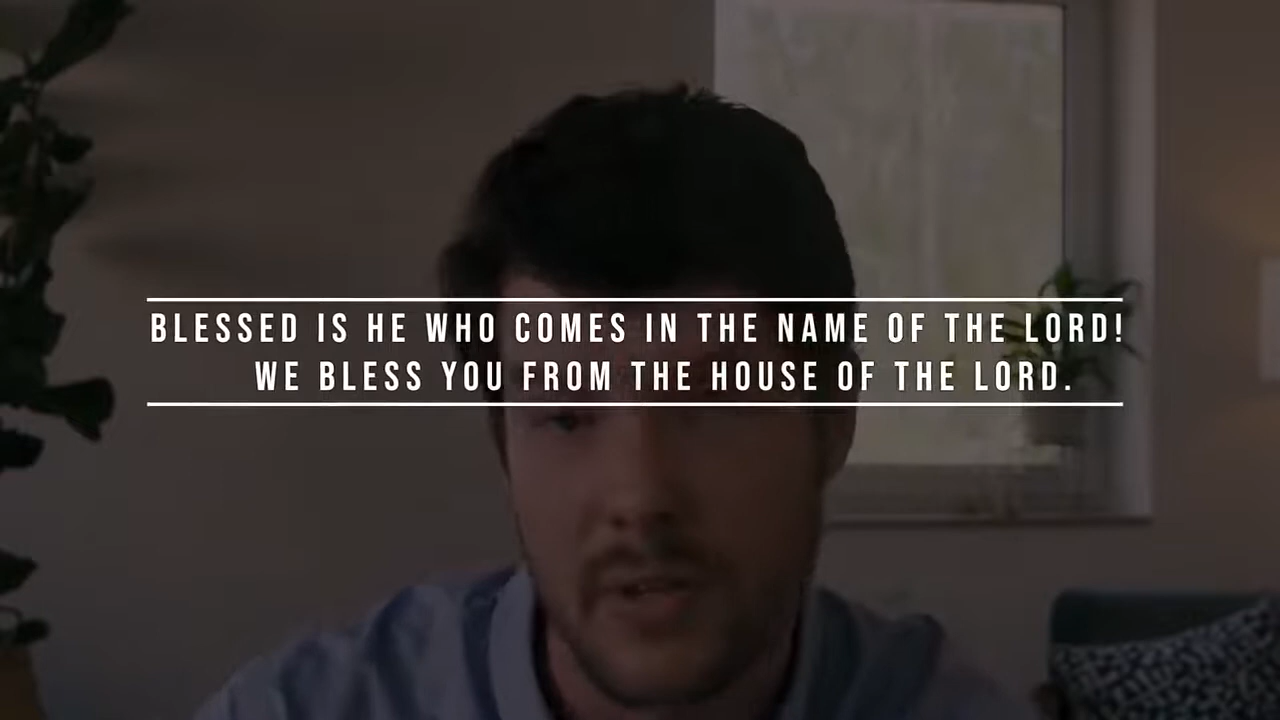 BLESSED IS HE WHO COMES IN THE NAME OF THE LORD!
WE BLESS YOU FROM THE HOUSE OF THE LORD.